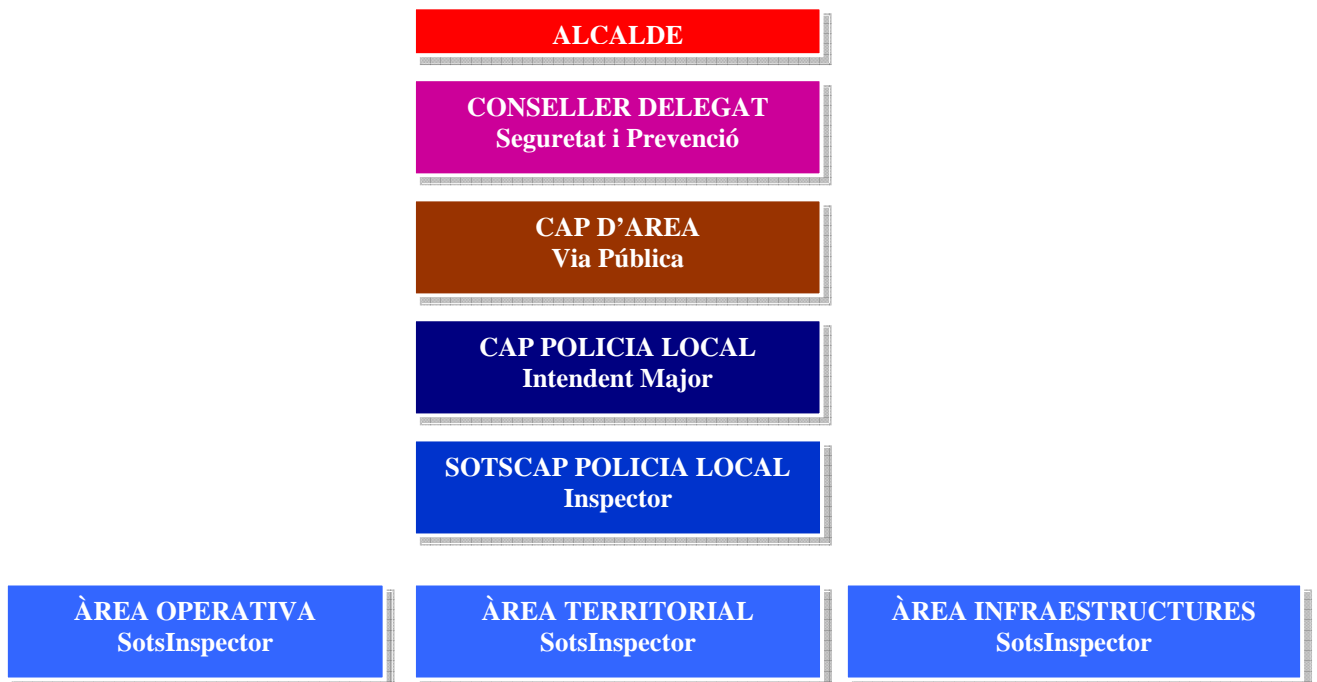 ALCALDE
CONSELLER DELEGAT
Seguretat i Prevenció
CAP D'AREA
Via Pública
CAP POLICIA LOCAL
Intendent Major
SOTSCAP POLICIA LOCAL
Inspector
ÀREA OPERATIVA
SotsInspector
ÀREA TERRITORIAL
SotsInspector
ÀREA INFRAESTRUCTURES
SotsInspector